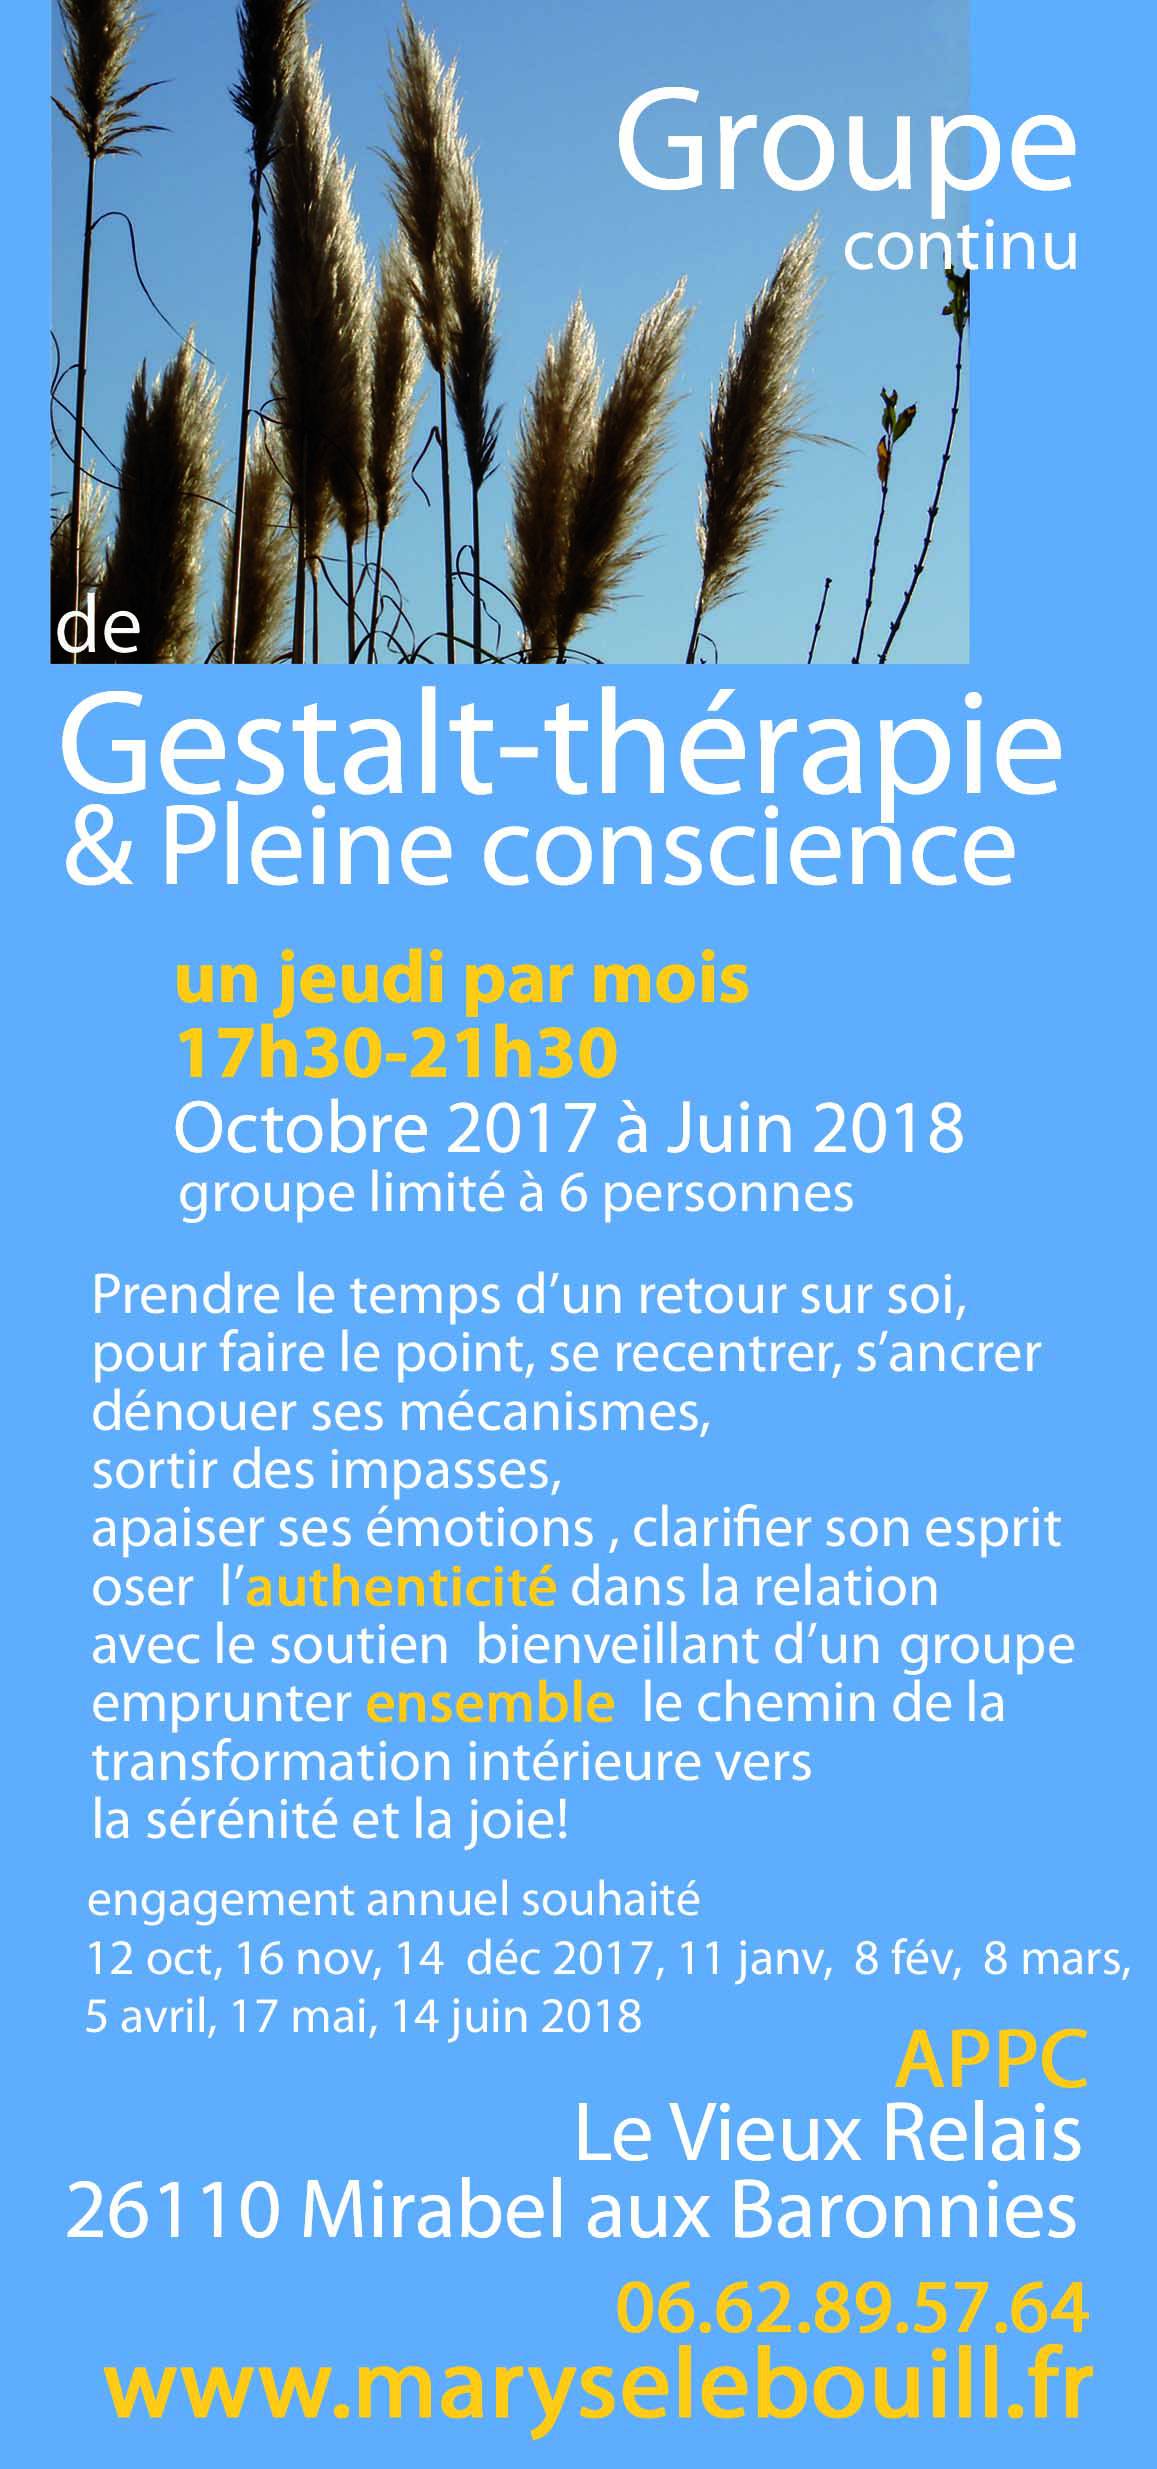 Groupe
continu
de
Gestalt-thérapie
& Pleine conscience
un jeudi par mois
17h30-21h30
Octobre 2017 à Juin 2018
groupe limité à 6 personnes
Prendre le temps d’un retour sur soi,
pour faire le point, se recentrer, s’ancrer
dénouer ses mécanismes,
sortir des impasses,
apaiser ses émotions , clarifier son esprit
oser l’authenticité dans la relation
avec le soutien bienveillant d’un groupe
emprunter ensemble le chemin de la
transformation intérieure vers
la sérénité et la joie!
engagement annuel souhaité
12 oct, 16 nov, 14 déc 2017, 11 janv, 8 fév, 8 mars,
5 avril, 17 mai, 14 juin 2018
APPC
Le Vieux Relais
26110 Mirabel aux Baronnies
06.62.89.57.64
www.maryselebouill.fr